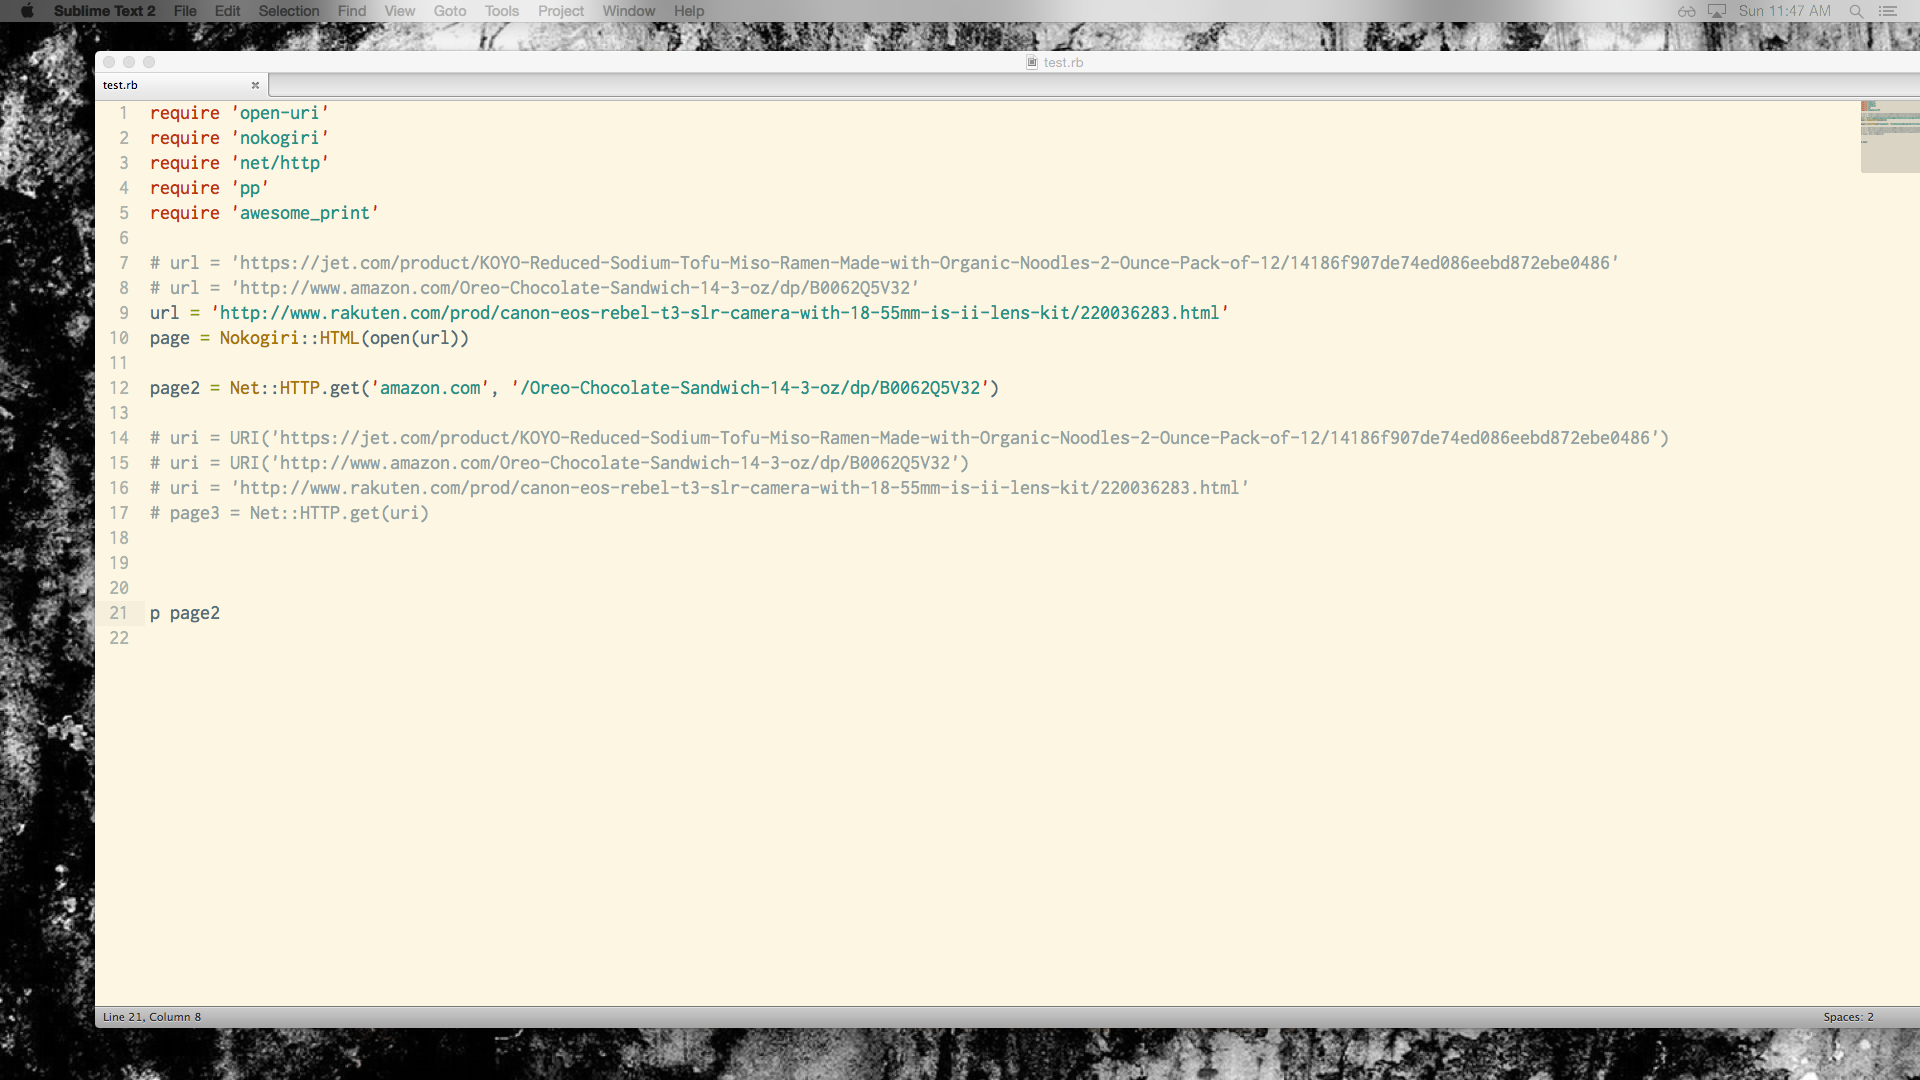 Sublime Text 2 File Edit Selection Find View Goto Tools Project Window Help Sun 11:47 AM
test.rb
test.rb
1 require 'open-uri'
2 require 'nokogiri'
3 require 'net/http'
4 require 'pp'
5 require 'awesome_print'
6
7 # url = 'https://jet.com/product/KOYO-Reduced-Sodium-Tofu-Miso-Ramen-Made-with-Organic-Noodles-2-Ounce-Pack-of-12/14186f907de74ed086eebd872ebe0486'
8 # url = 'http://www.amazon.com/Oreo-Chocolate-Sandwich-14-3-oz/dp/B0062Q5V32'
9 url = 'http://www.rakuten.com/prod/canon-eos-rebel-t3-slr-camera-with-18-55mm-is-ii-lens-kit/220036283.html'
10 page = Nokogiri::HTML(open(url))
11
12 page2 = Net::HTTP.get('amazon.com', '/Oreo-Chocolate-Sandwich-14-3-oz/dp/B0062Q5V32')
13
14 # uri = URI('https://jet.com/product/KOYO-Reduced-Sodium-Tofu-Miso-Ramen-Made-with-Organic-Noodles-2-Ounce-Pack-of-12/14186f907de74ed086eebd872ebe0486')
15 # uri = URI('http://www.amazon.com/Oreo-Chocolate-Sandwich-14-3-oz/dp/B0062Q5V32')
16 # uri = 'http://www.rakuten.com/prod/canon-eos-rebel-t3-slr-camera-with-18-55mm-is-ii-lens-kit/220036283.html'
17 # page3 = Net::HTTP.get(uri)
18
19
20
21 p page2
22
Line 21, Column 8 Spaces: 2